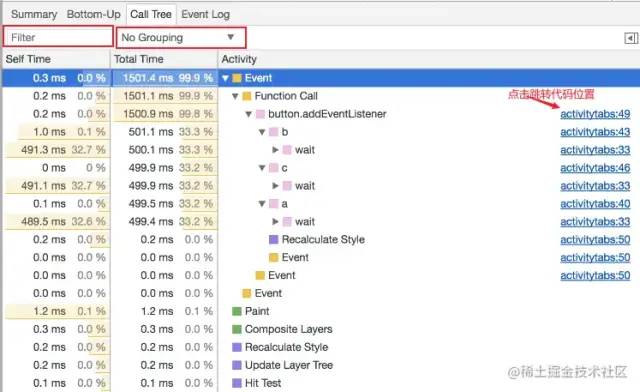 Summary Bottom-Up Call Tree Event Log
Filter No Grouping ▼
Self Time Total Time Activity
0.3 ms 0.0 % 1501.4 ms 99.9 % ▼ Event
0.2 ms 0.0 % 1501.1 ms 99.9 % ▼ Function Call
点击跳转代码位置
0.2 ms 0.0 % 1500.9 ms 99.8 % ▼ button.addEventListener activitytabs:49
1.0 ms 0.1 % 501.1 ms 33.3 % ▼ b activitytabs:43
491.3 ms 32.7 % 500.1 ms 33.3 % ▶ wait activitytabs:33
0 ms 0 % 499.9 ms 33.2 % ▼ c activitytabs:46
491.1 ms 32.7 % 499.9 ms 33.2 % ▶ wait activitytabs:33
0.1 ms 0.0 % 499.5 ms 33.2 % ▼ a activitytabs:40
489.5 ms 32.6 % 499.4 ms 33.2 % ▶ wait activitytabs:33
0.2 ms 0.0 % 0.2 ms 0.0 % Recalculate Style activitytabs:50
0.0 ms 0.0 % 0.0 ms 0.0 % Event activitytabs:50
0.0 ms 0.0 % 0.0 ms 0.0 % Event activitytabs:50
0.0 ms 0.0 % 0.0 ms 0.0 % Event
1.2 ms 0.1 % 1.2 ms 0.1 % Paint
0.3 ms 0.0 % 0.3 ms 0.0 % Composite Layers
0.2 ms 0.0 % 0.2 ms 0.0 % Recalculate Style
0.2 ms 0.0 % 0.2 ms 0.0 % Update Layer Tree
0.1 ms 0.0 % 0.1 ms 0.0 % Hit Test
@稀土掘金技术社区